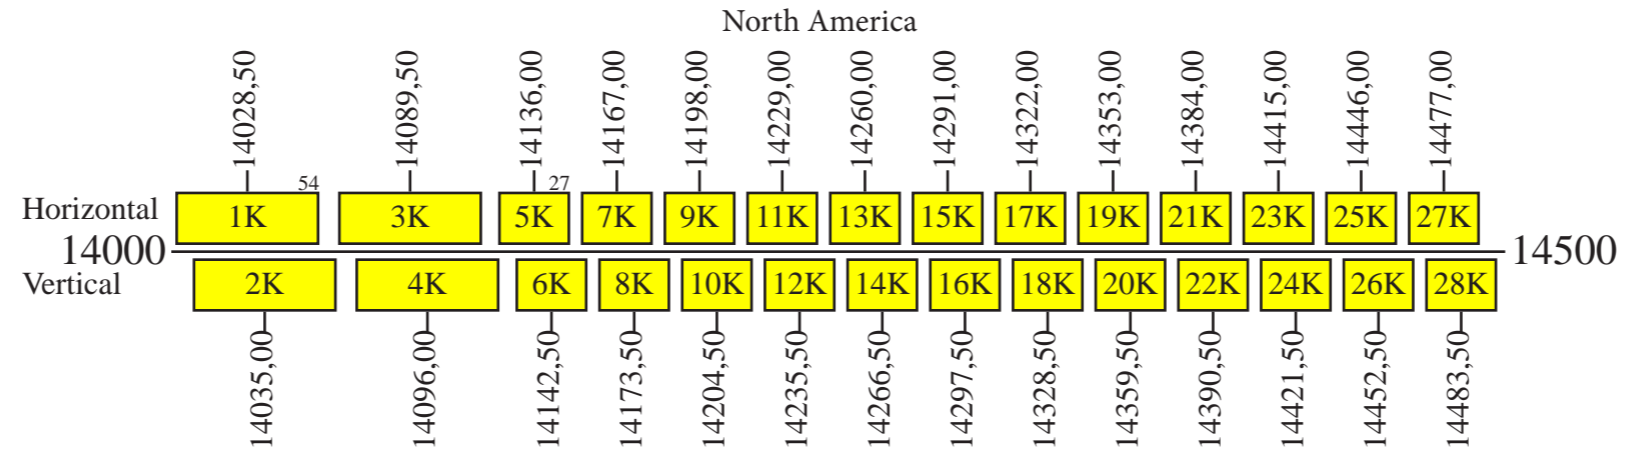 North America
14028,50 14089,50 14136,00 14167,00 14198,00 14229,00 14260,00 14291,00 14322,00 14353,00 14384,00 14415,00 14446,00 14477,00
54 27
Horizontal 1K 3K 5K 7K 9K 11K 13K 15K 17K 19K 21K 23K 25K 27K
14000 14500
Vertical 2K 4K 6K 8K 10K 12K 14K 16K 18K 20K 22K 24K 26K 28K
14035,00 14096,00 14142,50 14173,50 14204,50 14235,50 14266,50 14297,50 14328,50 14359,50 14390,50 14421,50 14452,50 14483,50